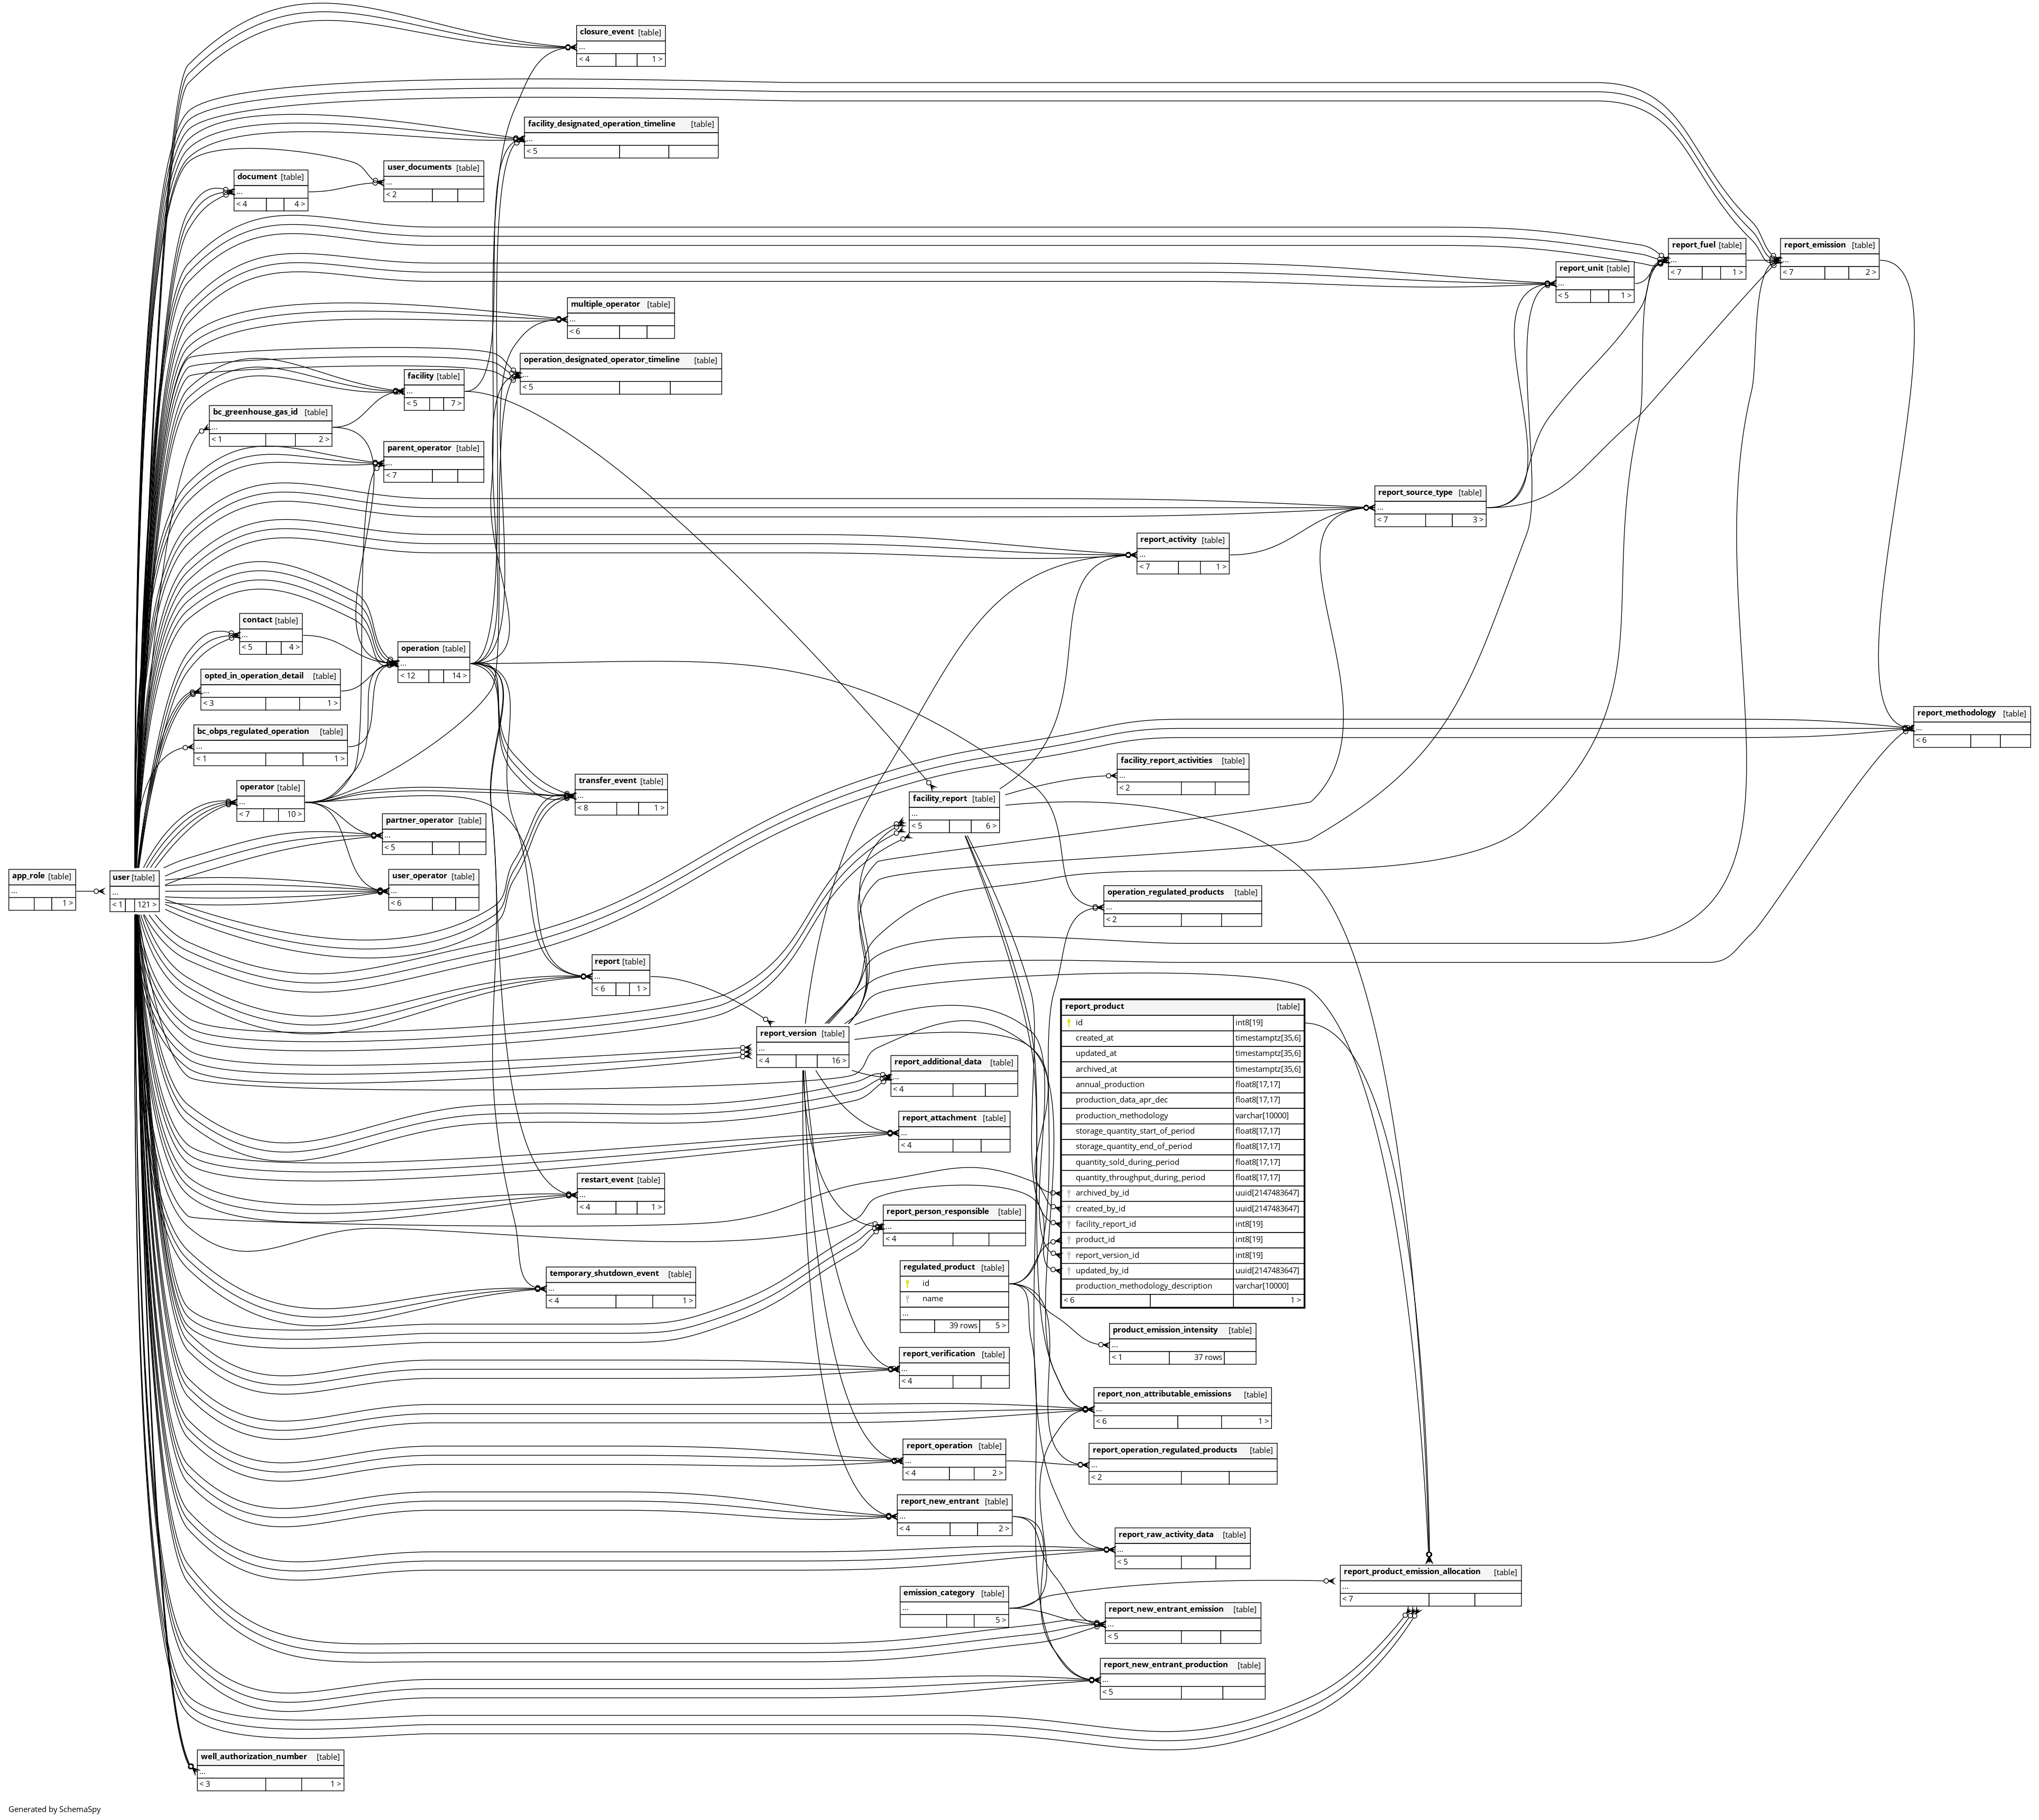 closure_event [table]
...
< 4 1 >
facility_designated_operation_timeline [table]
...
< 5
user_documents [table]
...
< 2
document [table]
...
< 4 4 >
report_fuel [table]
...
< 7 1 >
report_emission [table]
...
< 7 2 >
report_unit [table]
...
< 5 1 >
multiple_operator [table]
...
< 6
operation_designated_operator_timeline [table]
...
< 5
facility [table]
...
< 5 7 >
bc_greenhouse_gas_id [table]
...
< 1 2 >
parent_operator [table]
...
< 7
report_source_type [table]
...
< 7 3 >
report_activity [table]
...
< 7 1 >
contact [table]
...
< 5 4 >
operation [table]
...
< 12 14 >
opted_in_operation_detail [table]
...
< 3 1 >
report_methodology [table]
...
< 6
bc_obps_regulated_operation [table]
...
< 1 1 >
facility_report_activities [table]
...
< 2
operator [table]
...
< 7 10 >
transfer_event [table]
...
< 8 1 >
facility_report [table]
...
< 5 6 >
partner_operator [table]
...
< 5
app_role [table]
...
1 >
user [table]
...
< 1 121 >
user_operator [table]
...
< 6
operation_regulated_products [table]
...
< 2
report [table]
...
< 6 1 >
report_version [table]
...
< 4 16 >
report_product [table]
id int8[19]
created_at timestamptz[35,6]
updated_at timestamptz[35,6]
archived_at timestamptz[35,6]
annual_production float8[17,17]
production_data_apr_dec float8[17,17]
production_methodology varchar[10000]
storage_quantity_start_of_period float8[17,17]
storage_quantity_end_of_period float8[17,17]
quantity_sold_during_period float8[17,17]
quantity_throughput_during_period float8[17,17]
archived_by_id uuid[2147483647]
created_by_id uuid[2147483647]
facility_report_id int8[19]
product_id int8[19]
report_version_id int8[19]
updated_by_id uuid[2147483647]
production_methodology_description varchar[10000]
< 6 1 >
report_additional_data [table]
...
< 4
report_attachment [table]
...
< 4
restart_event [table]
...
< 4 1 >
report_person_responsible [table]
...
< 4
regulated_product [table]
id
name
...
39 rows 5 >
temporary_shutdown_event [table]
...
< 4 1 >
product_emission_intensity [table]
...
< 1 37 rows
report_verification [table]
...
< 4
report_non_attributable_emissions [table]
...
< 6 1 >
report_operation [table]
...
< 4 2 >
report_operation_regulated_products [table]
...
< 2
report_new_entrant [table]
...
< 4 2 >
report_raw_activity_data [table]
...
< 5
report_product_emission_allocation [table]
...
< 7
emission_category [table]
...
5 >
report_new_entrant_emission [table]
...
< 5
report_new_entrant_production [table]
...
< 5
well_authorization_number [table]
...
< 3 1 >
Generated by SchemaSpy